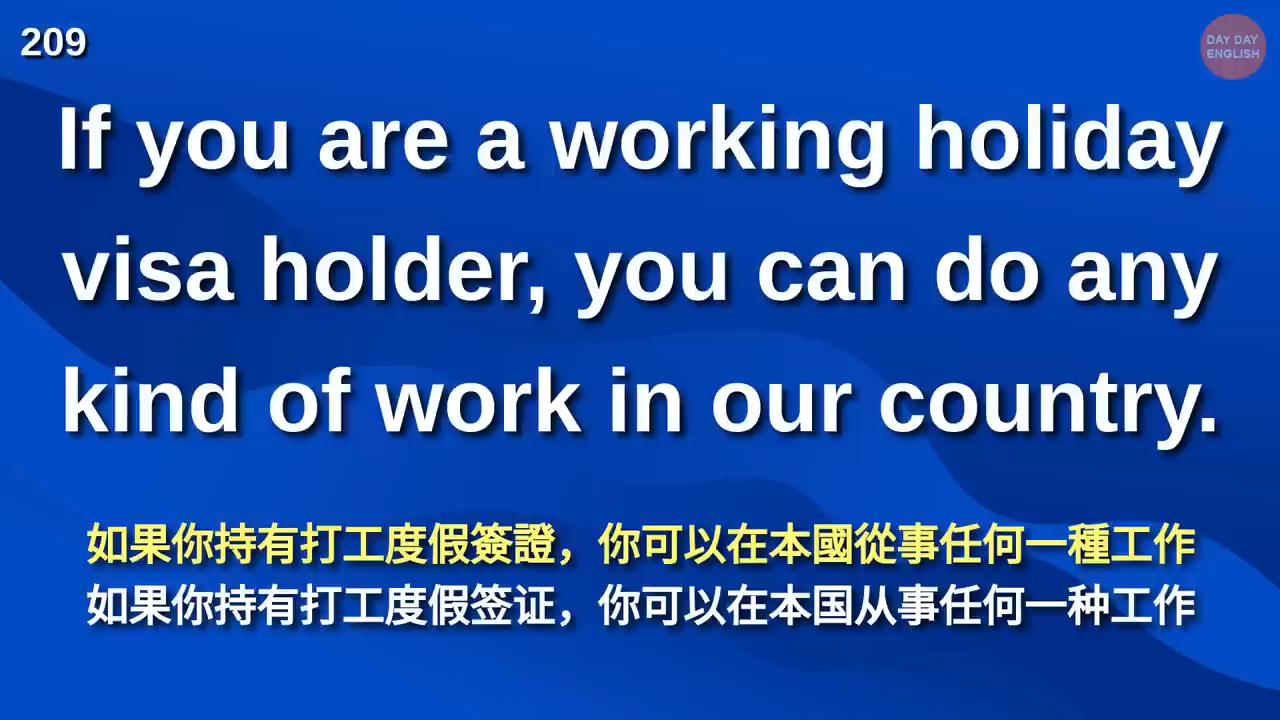 209
DAY DAY
ENGLISH
If you are a working holiday
visa holder, you can do any
kind of work in our country.
如果你持有打工度假簽證，你可以在本國從事任何一種工作
如果你持有打工度假签证，你可以在本国从事任何一种工作